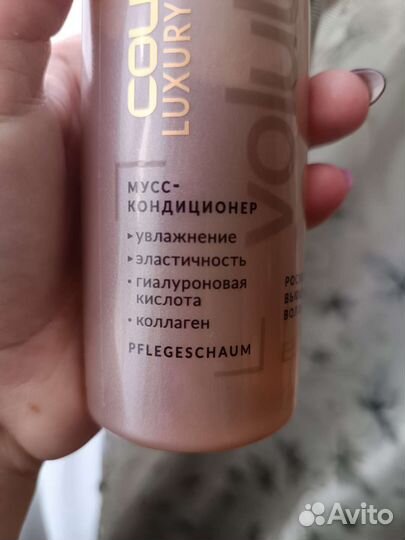 LUXURY
МУСС-
КОНДИЦИОНЕР
▸ увлажнение
▸ эластичность
• гиалуроновая
кислота
• коллаген
PFLEGESCHAUM
Avito